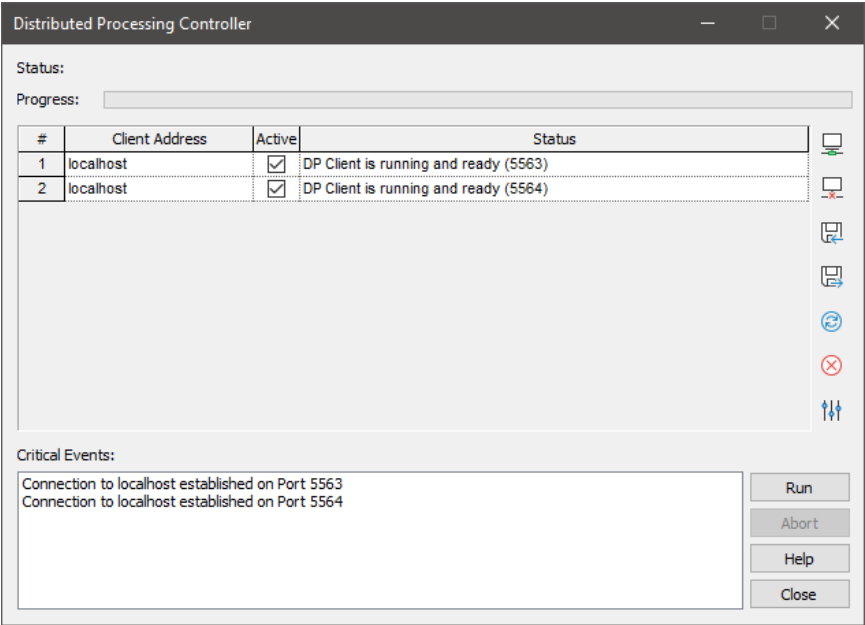 Distributed Processing Controller
Status:
Progress:
# Client Address Active Status
1 localhost DP Client is running and ready (5563)
2 localhost DP Client is running and ready (5564)
Critical Events:
Connection to localhost established on Port 5563
Connection to localhost established on Port 5564
Run
Abort
Help
Close